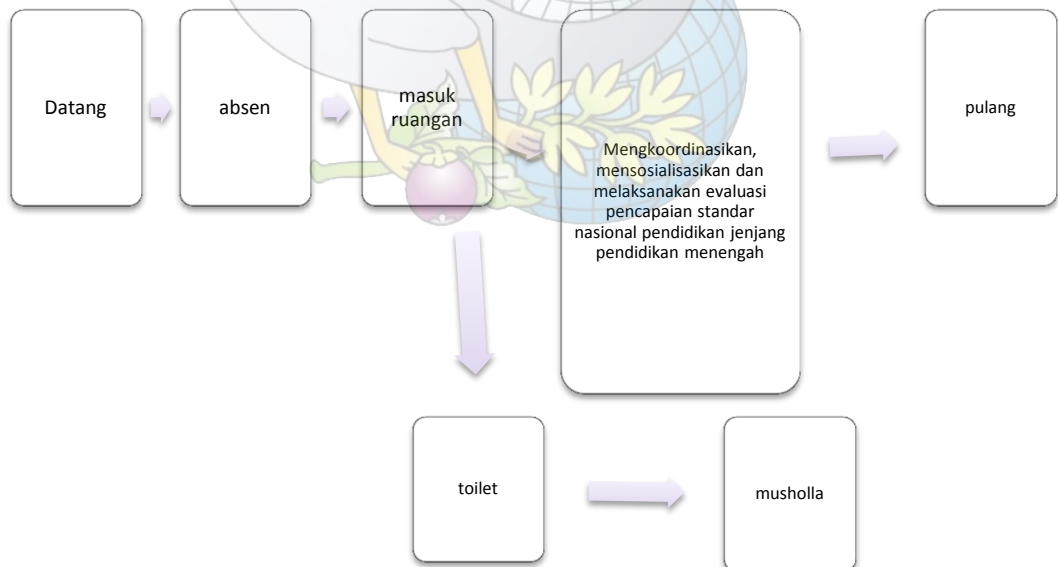 Datang
absen
masuk
ruangan
Mengkoordinasikan,
mensosialisasikan dan
melaksanakan evaluasi
pencapaian standar
nasional pendidikan jenjang
pendidikan menengah
pulang
toilet
musholla